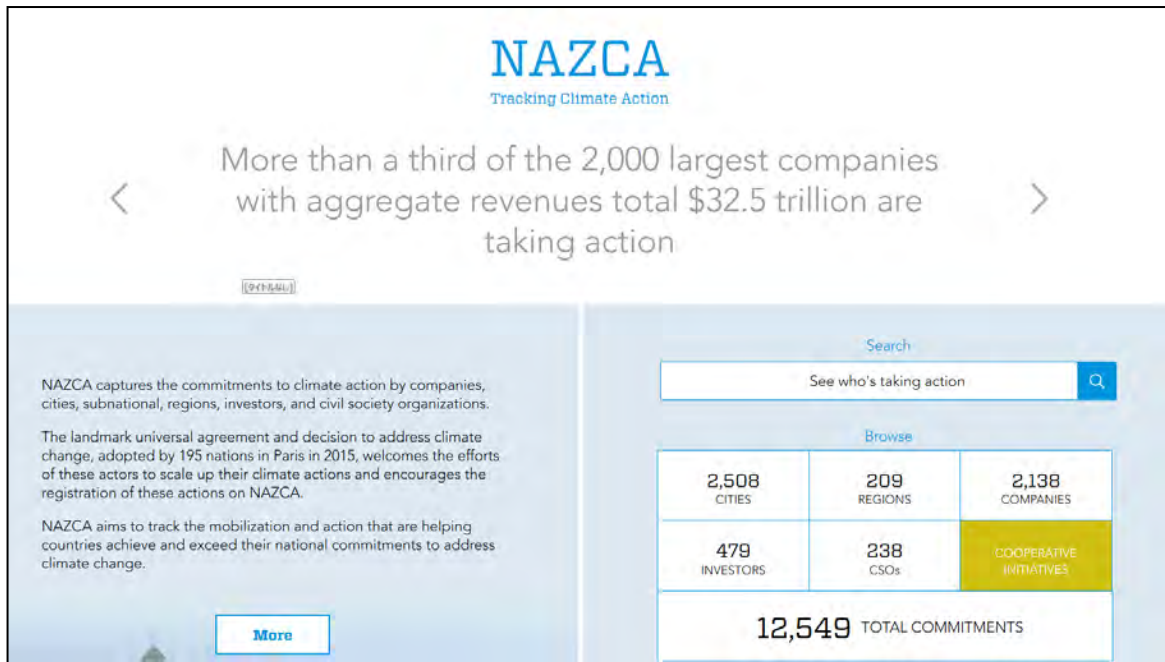 NAZCA
Tracking Climate Action
More than a third of the 2,000 largest companies
with aggregate revenues total $32.5 trillion are
taking action
[タイトルなし]
NAZCA captures the commitments to climate action by companies,
cities, subnational, regions, investors, and civil society organizations.
The landmark universal agreement and decision to address climate
change, adopted by 195 nations in Paris in 2015, welcomes the efforts
of these actors to scale up their climate actions and encourages the
registration of these actions on NAZCA.
NAZCA aims to track the mobilization and action that are helping
countries achieve and exceed their national commitments to address
climate change.
More
Search
See who's taking action
Browse
2,508
CITIES
209
REGIONS
2,138
COMPANIES
479
INVESTORS
238
CSOs
COOPERATIVE
INITIATIVES
12,549 TOTAL COMMITMENTS